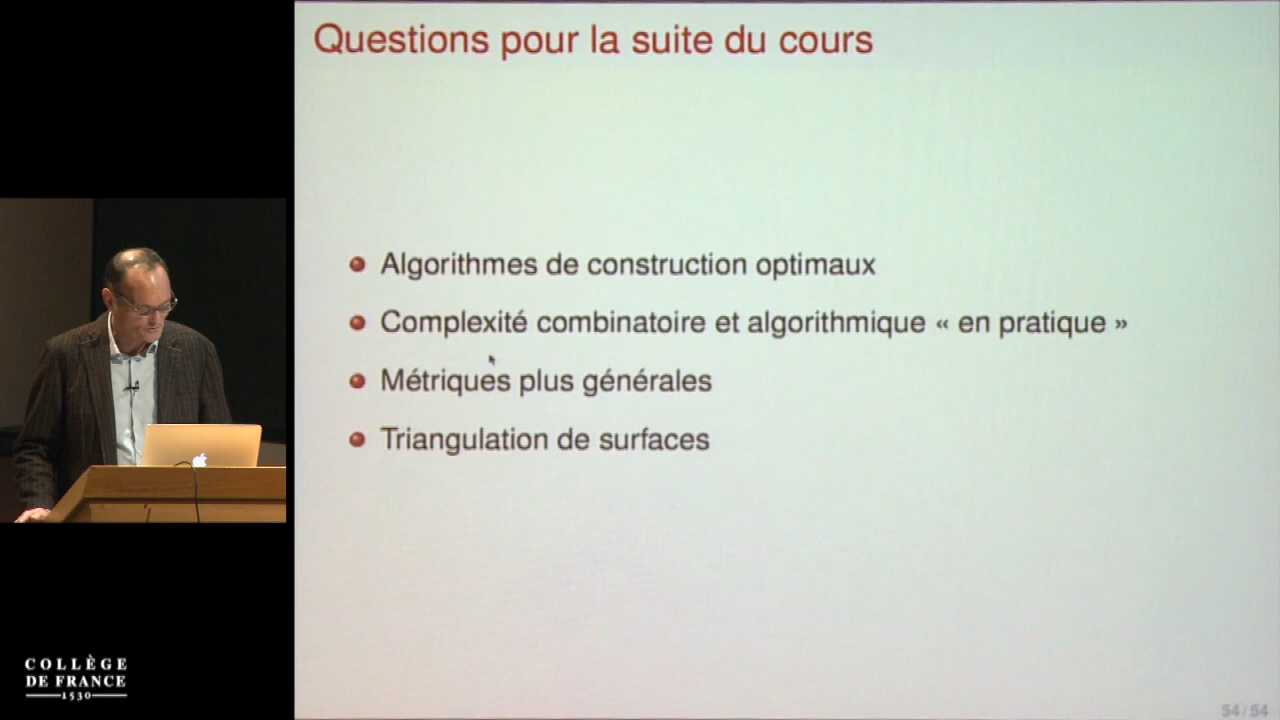 Questions pour la suite du cours
Algorithmes de construction optimaux
Complexité combinatoire et algorithmique « en pratique »
Métriques plus générales
Triangulation de surfaces
COLLÈGE
DE FRANCE
1530
54 / 54